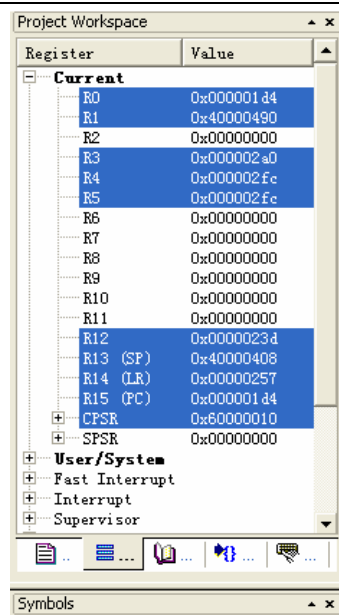 Project Workspace
Register Value
Current
R0 0x000001d4
R1 0x40000490
R2 0x00000000
R3 0x000002a0
R4 0x000002fc
R5 0x000002fc
R6 0x00000000
R7 0x00000000
R8 0x00000000
R9 0x00000000
R10 0x00000000
R11 0x00000000
R12 0x0000023d
R13 (SP) 0x40000408
R14 (LR) 0x00000257
R15 (PC) 0x000001d4
CPSR 0x60000010
SPSR 0x00000000
User/System
Fast Interrupt
Interrupt
Supervisor
Symbols